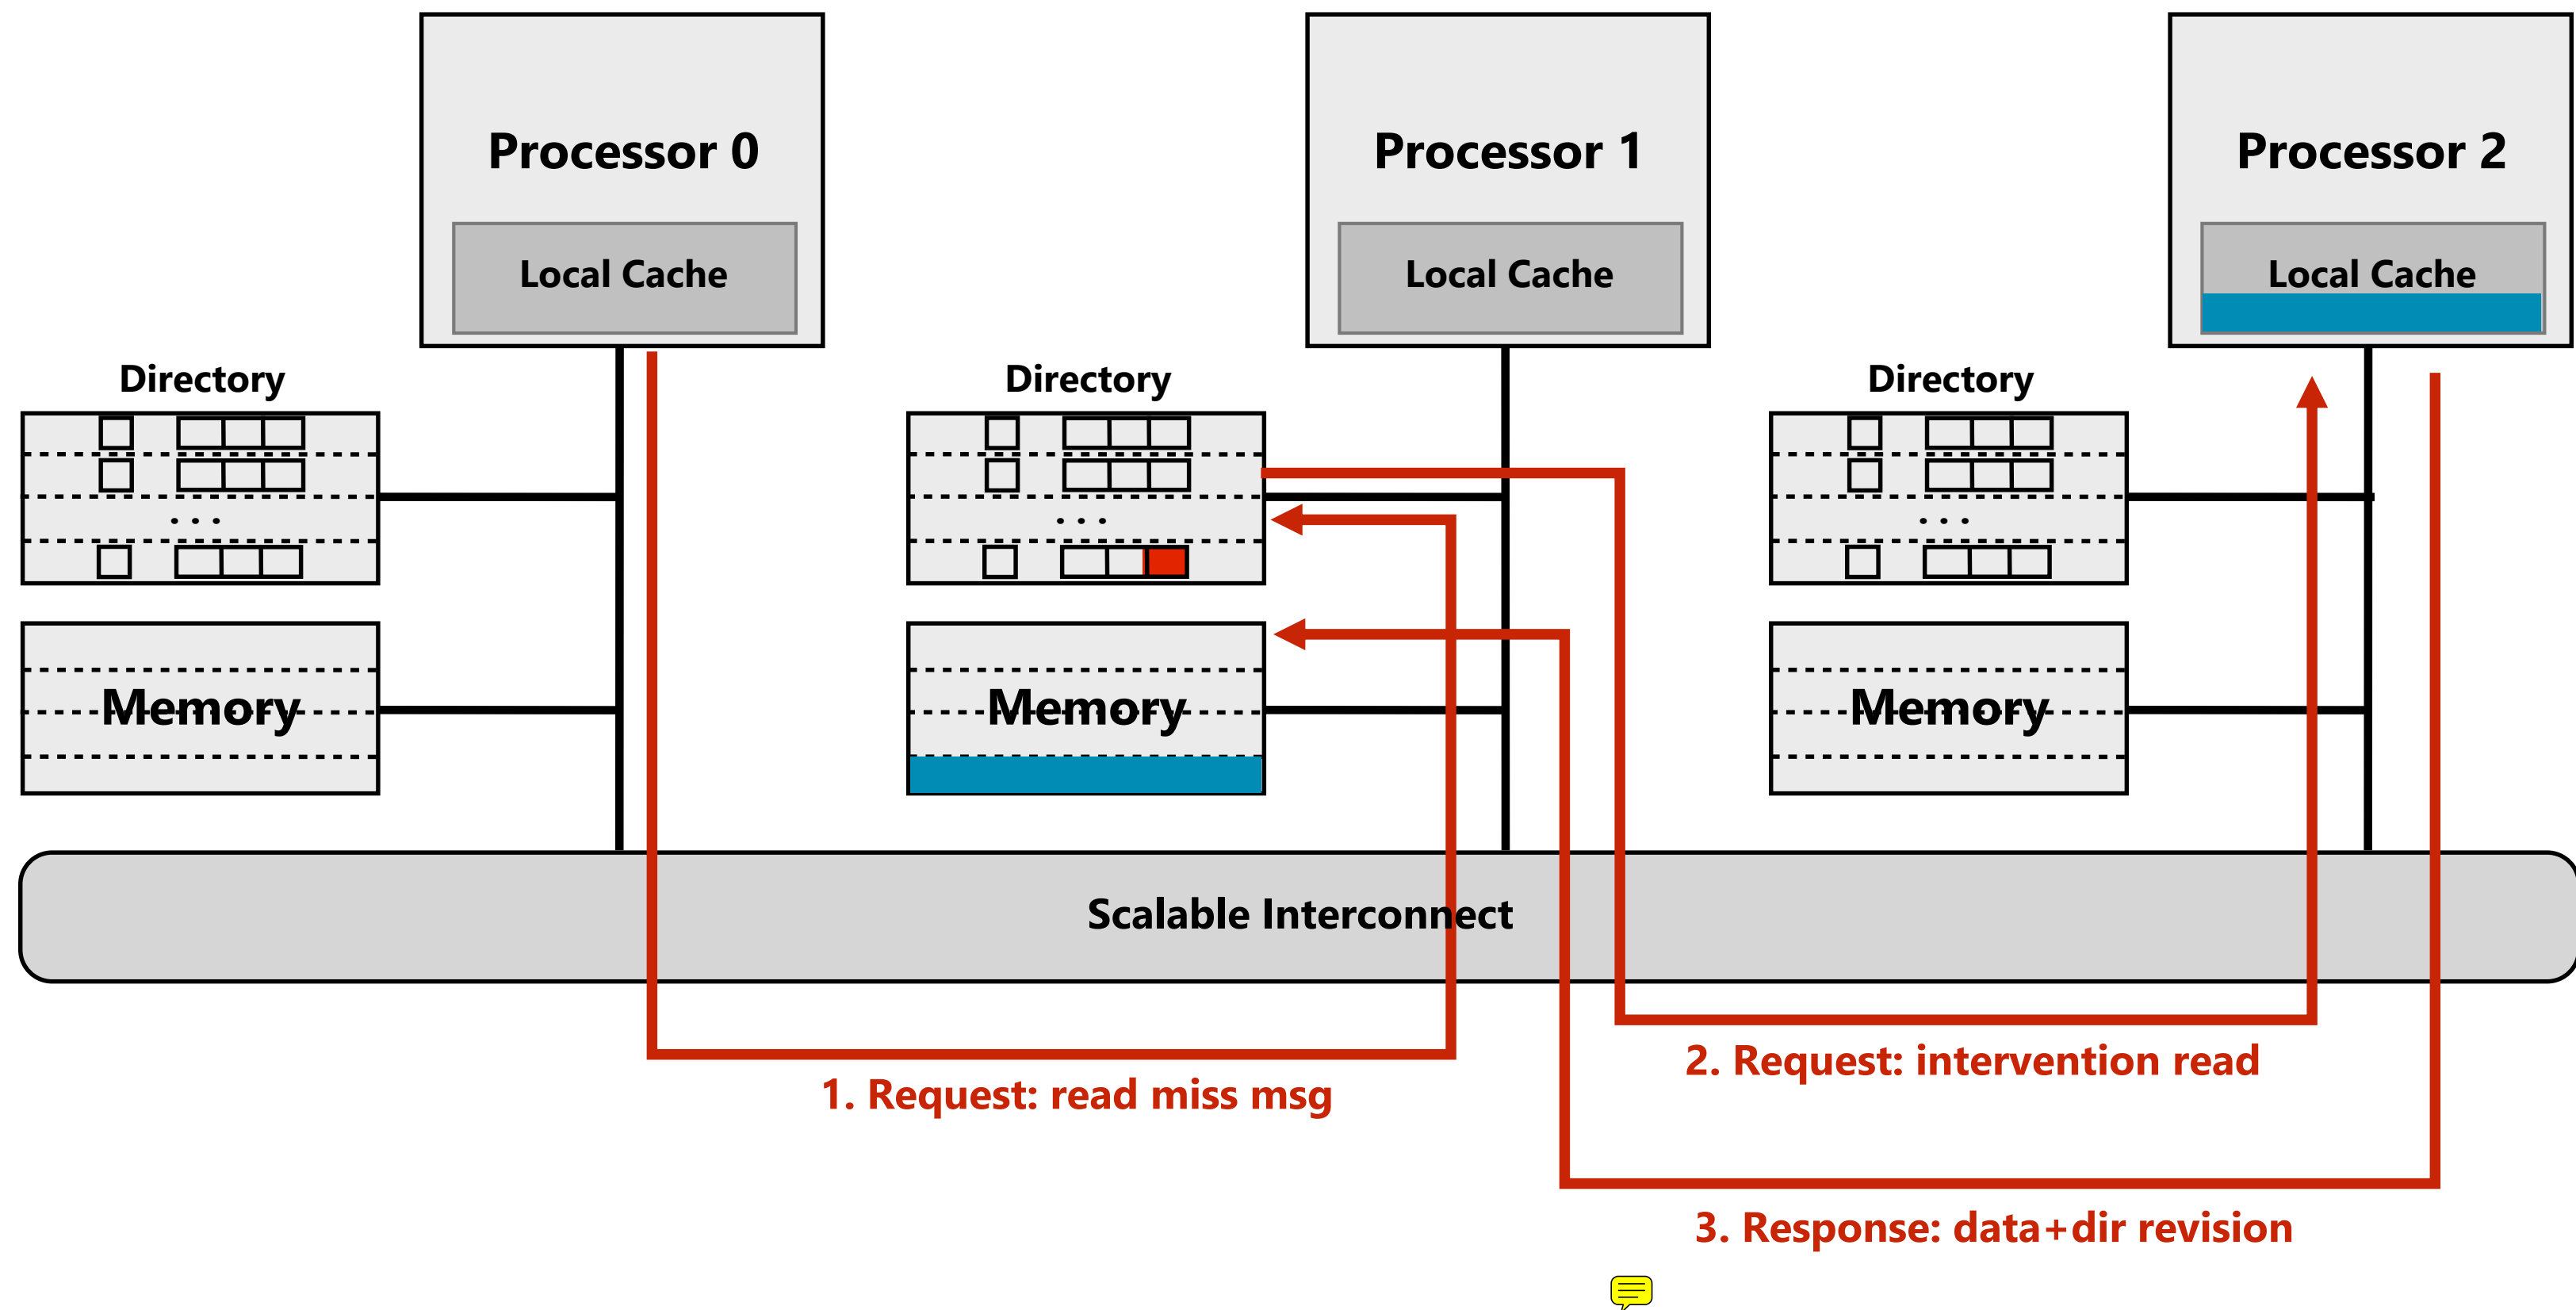 Processor 0
Processor 1
Processor 2
Local Cache
Local Cache
Local Cache
Directory
Directory
Directory
. . .
. . .
. . .
Memory
Memory
Memory
Scalable Interconnect
2. Request: intervention read
1. Request: read miss msg
3. Response: data+dir revision